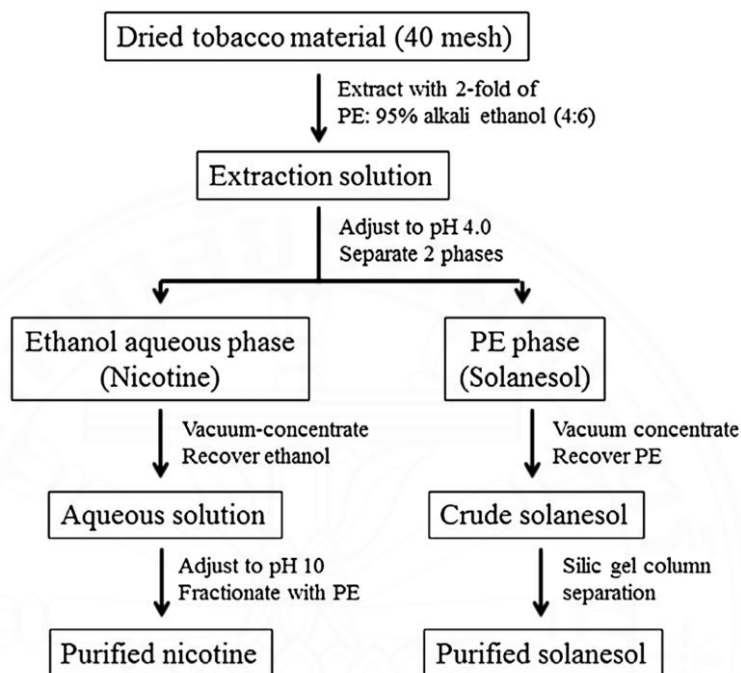 Dried tobacco material (40 mesh)
Extract with 2-fold of
PE: 95% alkali ethanol (4:6)
Extraction solution
Adjust to pH 4.0
Separate 2 phases
Ethanol aqueous phase
(Nicotine)
PE phase
(Solanesol)
Vacuum-concentrate
Recover ethanol
Vacuum concentrate
Recover PE
Aqueous solution
Crude solanesol
Adjust to pH 10
Fractionate with PE
Silic gel column
separation
Purified nicotine
Purified solanesol